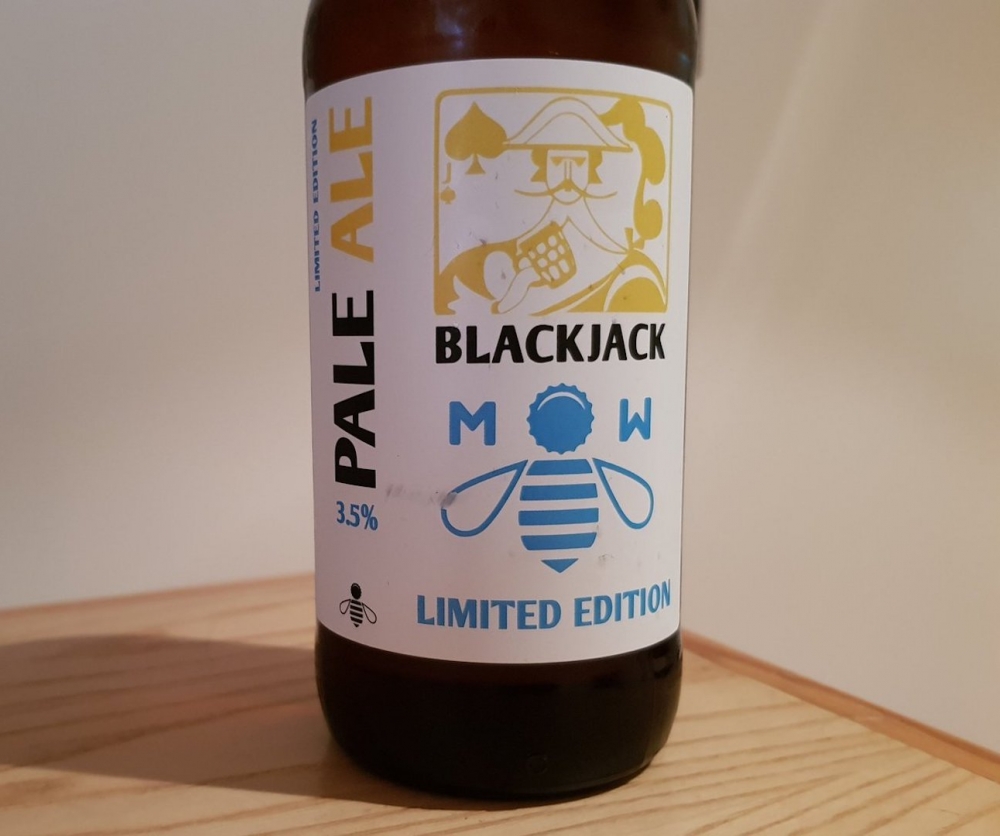 LIMITED EDITION
PALE ALE
3.5%
J
BLACKJACK
M W
LIMITED EDITION